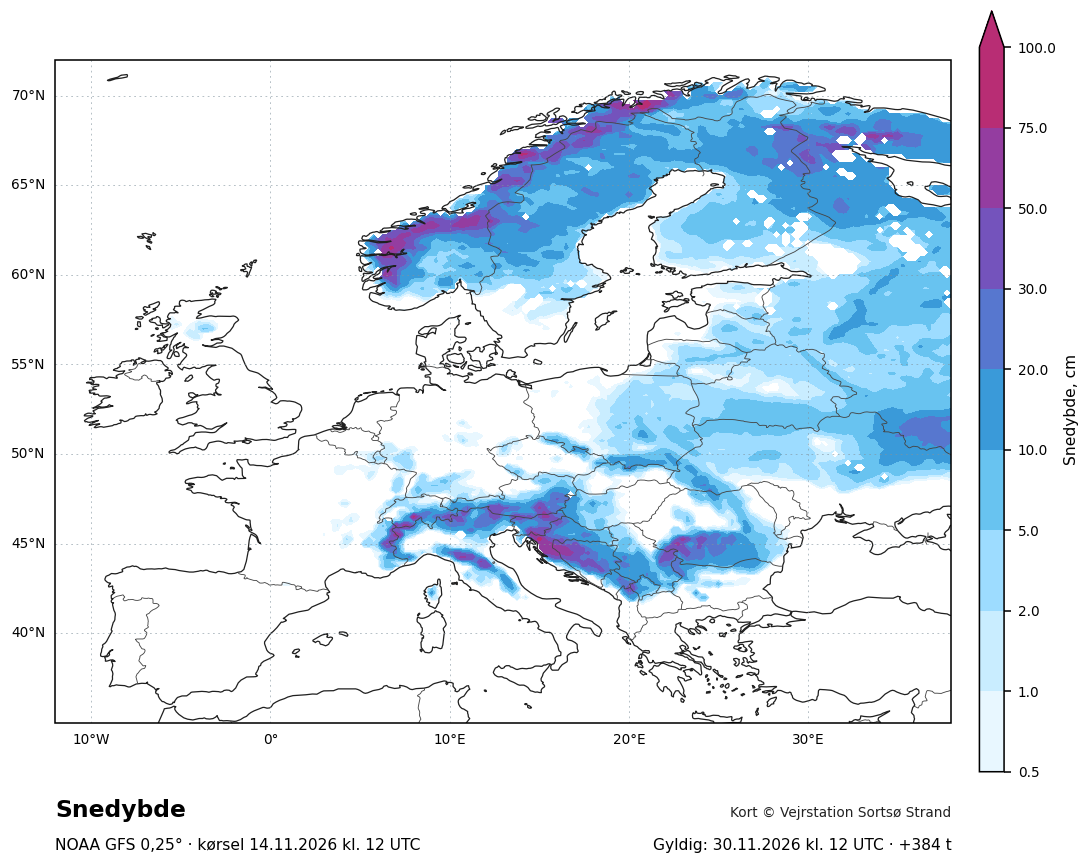 100.0
75.0
50.0
30.0
20.0
10.0
5.0
2.0
1.0
0.5
Snedybde, cm
70°N
65°N
60°N
55°N
50°N
45°N
40°N
10°W
0°
10°E
20°E
30°E
Snedybde
Kort © Vejrstation Sortsø Strand
NOAA GFS 0,25° · kørsel 14.11.2026 kl. 12 UTC
Gyldig: 30.11.2026 kl. 12 UTC · +384 t